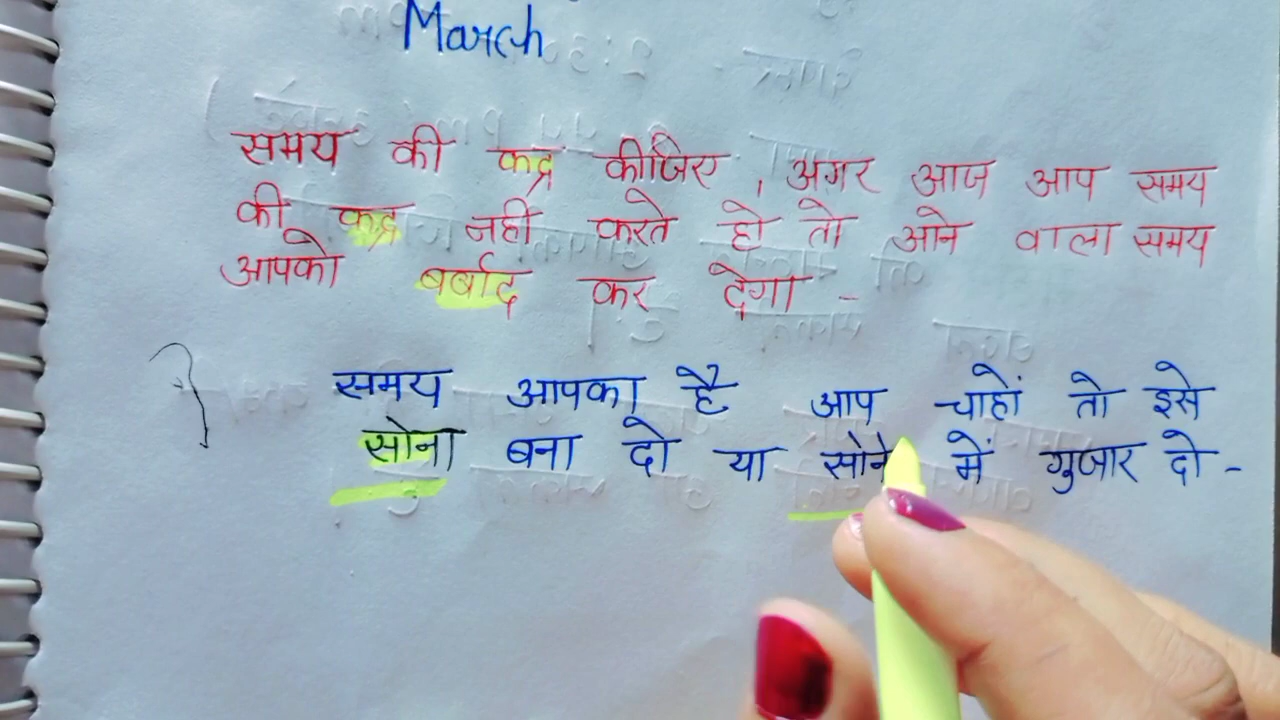 March
समय की कद्र कीजिए , अगर आज आप समय
की कद्र नही करते हो तो आने वाला समय
आपको बर्बाद कर देगा -
समय आपका है आप चाहों तो इसे
सोना बना दो या सोने में गुजार दो -